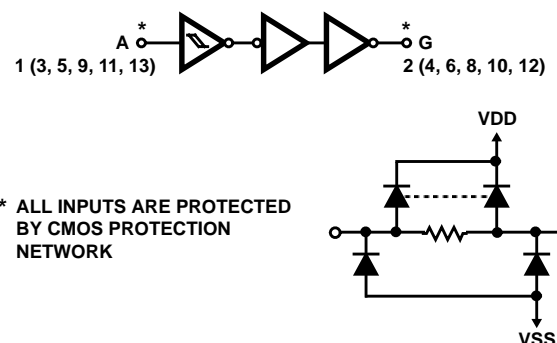 * *
A G
1 (3, 5, 9, 11, 13) 2 (4, 6, 8, 10, 12)
VDD
* ALL INPUTS ARE PROTECTED
BY CMOS PROTECTION
NETWORK
VSS